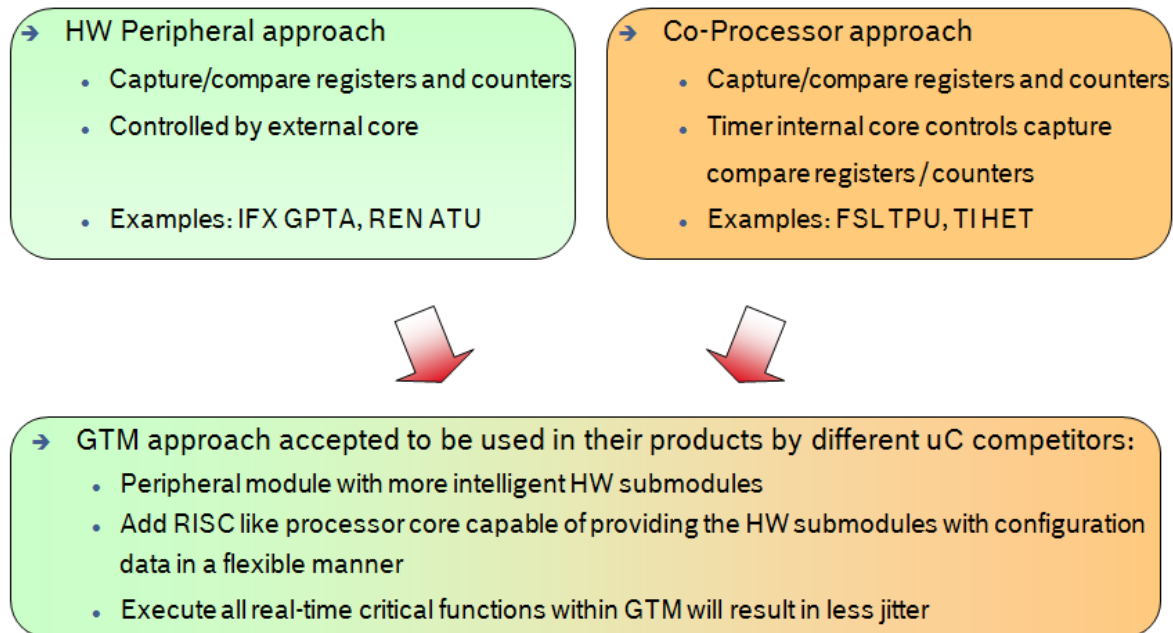 → HW Peripheral approach
• Capture/compare registers and counters
• Controlled by external core
• Examples: IFX GPTA, REN ATU
→ Co-Processor approach
• Capture/compare registers and counters
• Timer internal core controls capture
compare registers / counters
• Examples: FSL TPU, TI HET
→ GTM approach accepted to be used in their products by different uC competitors:
• Peripheral module with more intelligent HW submodules
• Add RISC like processor core capable of providing the HW submodules with configuration
data in a flexible manner
• Execute all real-time critical functions within GTM will result in less jitter